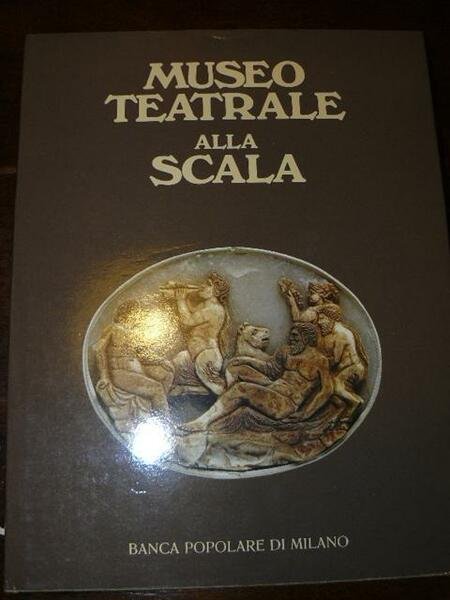 MUSEO
TEATRALE
ALLA
SCALA
BANCA POPOLARE DI MILANO